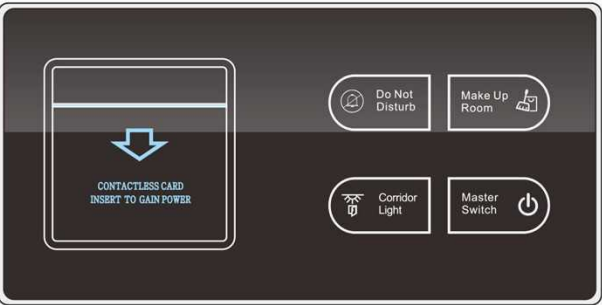 CONTACTLESS CARD
INSERT TO GAIN POWER
Do Not
Disturb
Make Up
Room
Corridor
Light
Master
Switch